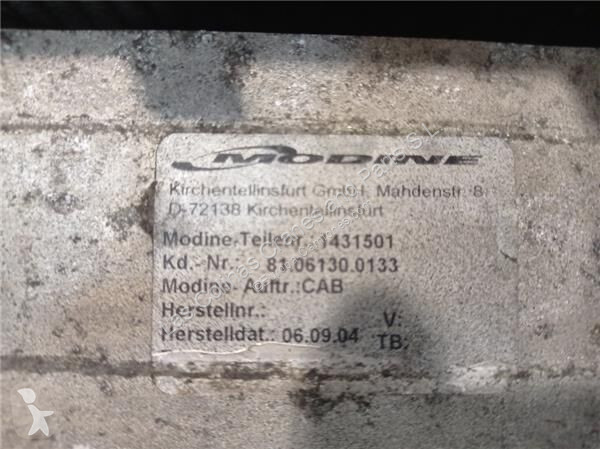 MODINE
Kirchentellinsfurt GmbH, Mahdenstr. 8
D-72138 Kirchentellinsfurt
Modine-Teilenr.: 1431501
Kd.- Nr.: 81.06130.0133
Modine- Auftr.:CAB
Herstellnr.: V:
Herstelldat.: 06.09.04 TB: